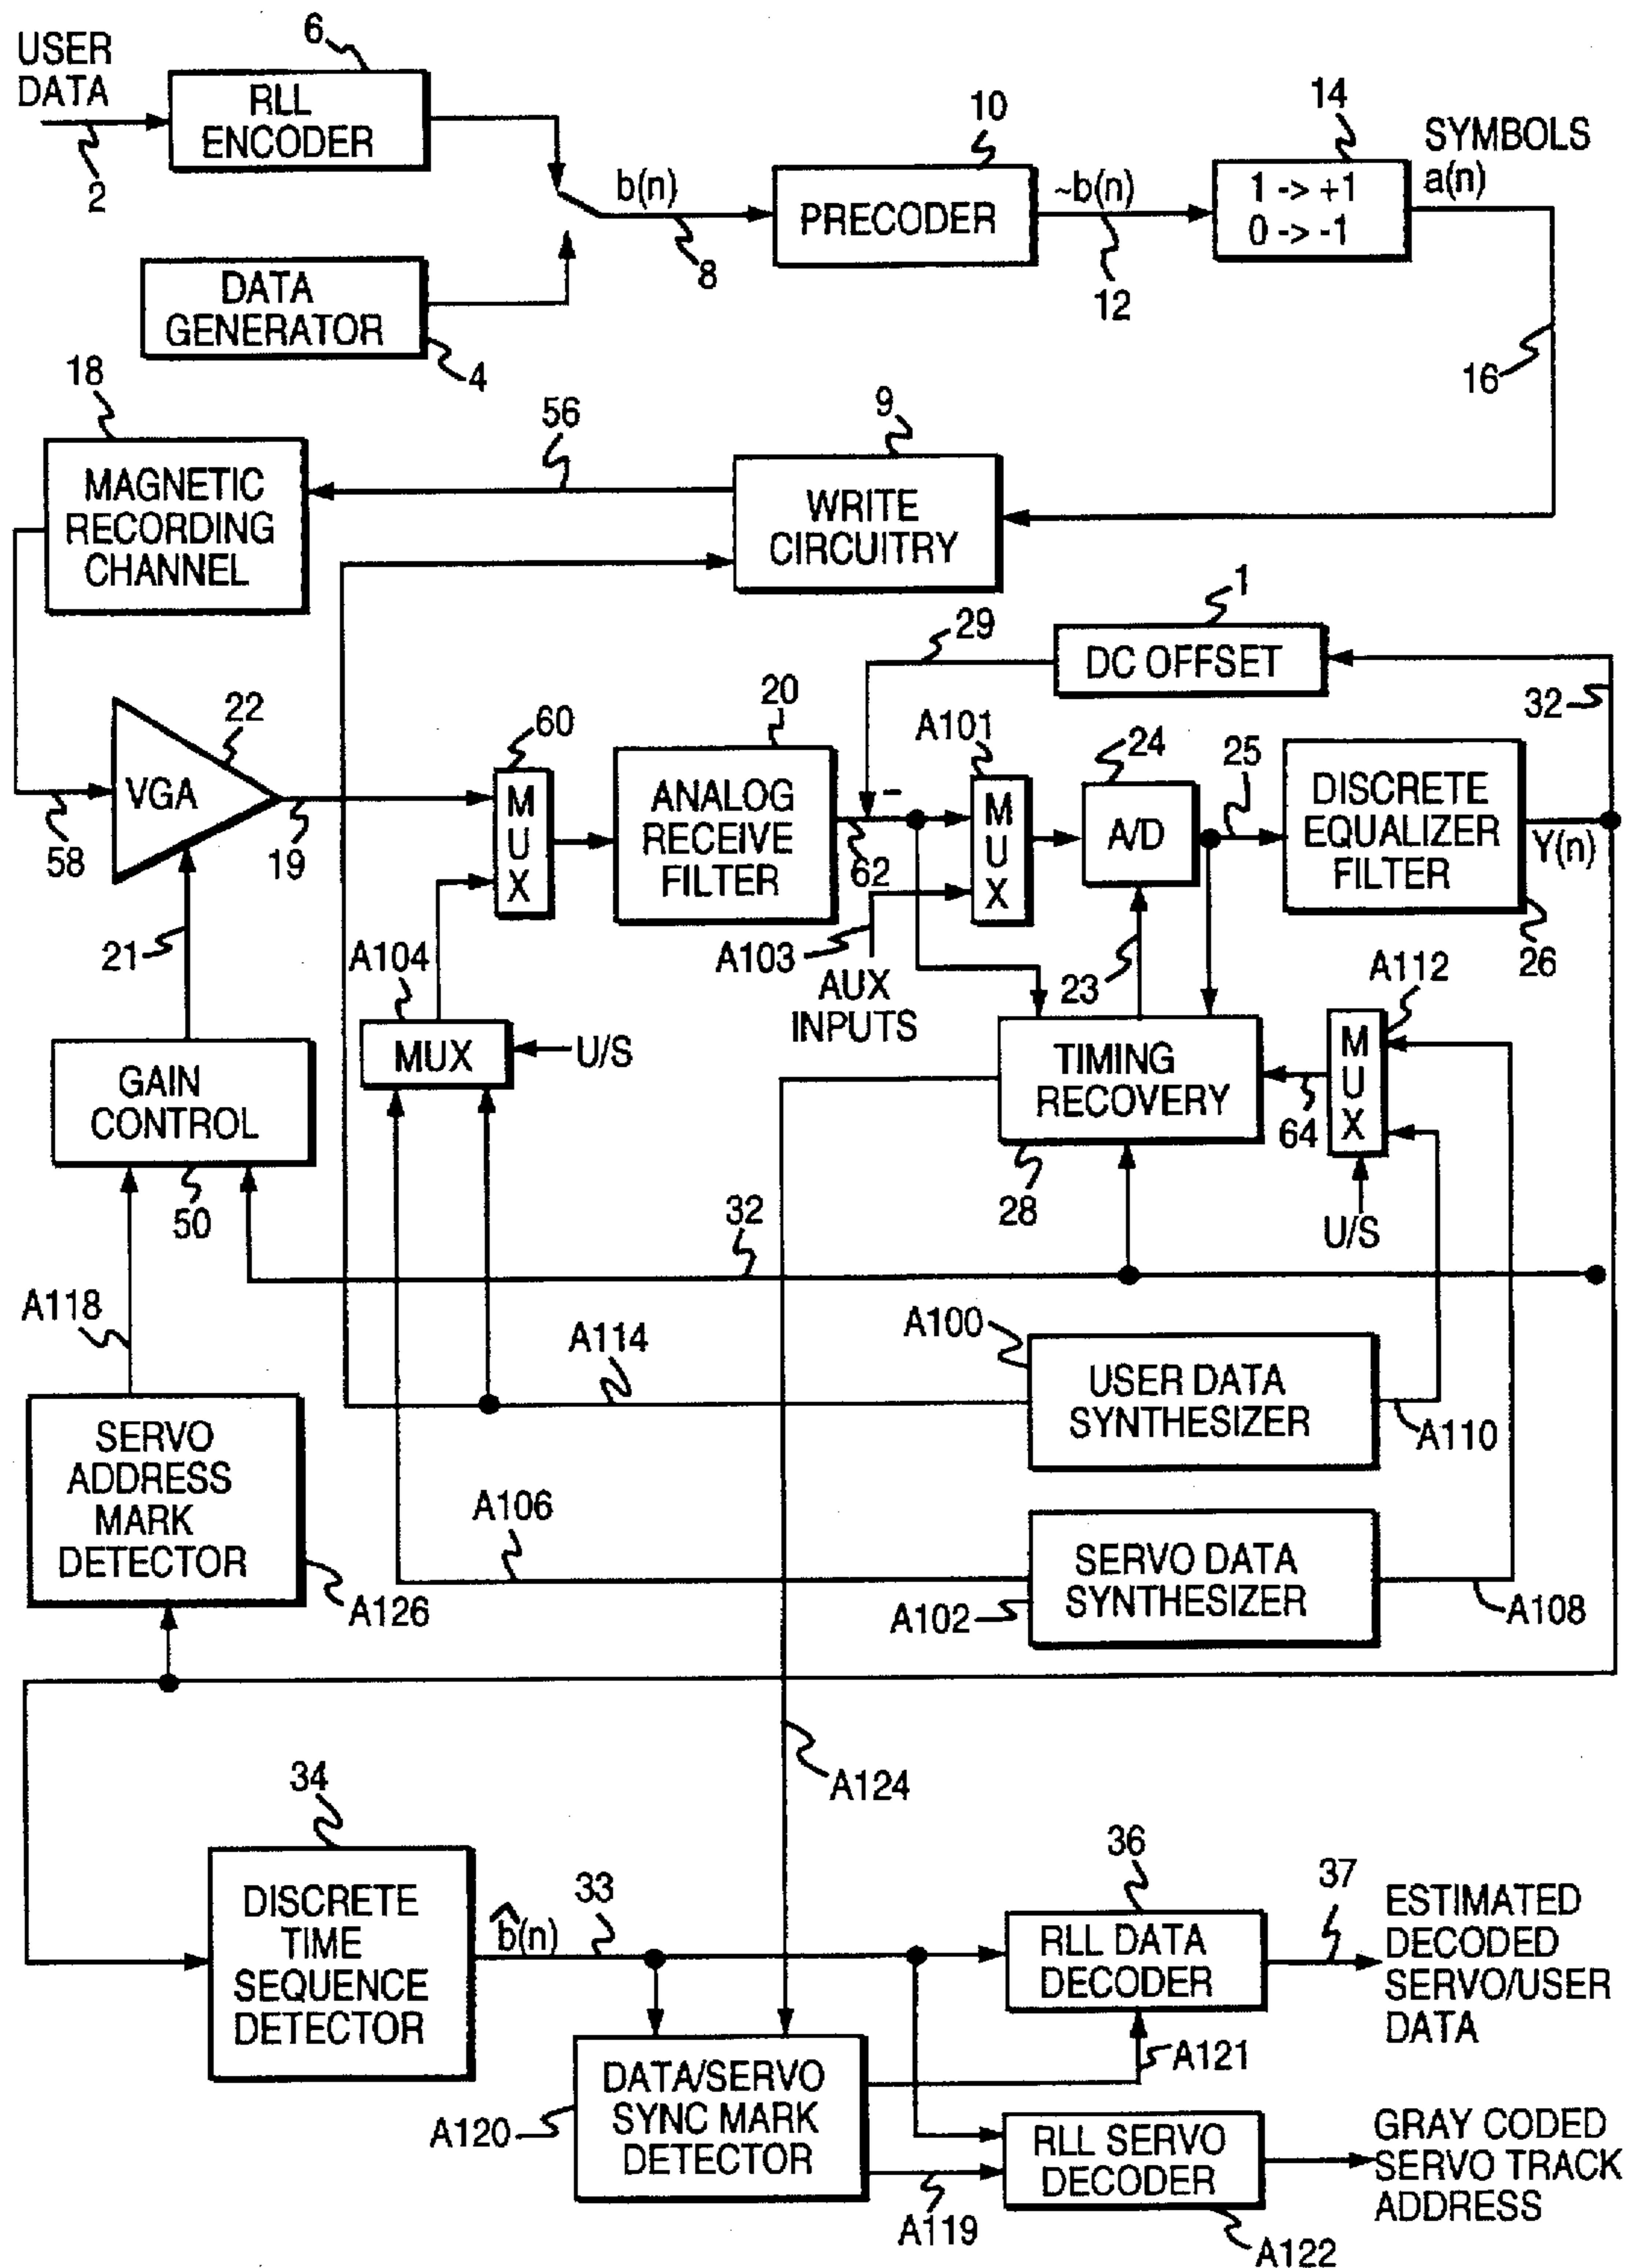 USER
DATA
2
6
RLL
ENCODER
DATA
GENERATOR
4
b(n)
8
10
PRECODER
~b(n)
12
14
1 -> +1
0 -> -1
SYMBOLS
a(n)
16
18
MAGNETIC
RECORDING
CHANNEL
56
9
WRITE
CIRCUITRY
29
1
DC OFFSET
32
58
VGA
22
19
21
60
M
U
X
20
ANALOG
RECEIVE
FILTER
62
-
A101
M
U
X
A103
AUX
INPUTS
24
A/D
23
25
DISCRETE
EQUALIZER
FILTER
Y(n)
26
A104
MUX
U/S
GAIN
CONTROL
50
TIMING
RECOVERY
28
64
A112
M
U
X
U/S
32
A118
A114
A100
USER DATA
SYNTHESIZER
A110
SERVO
ADDRESS
MARK
DETECTOR
A126
A106
A102
SERVO DATA
SYNTHESIZER
A108
A124
34
DISCRETE
TIME
SEQUENCE
DETECTOR
b̂(n)
33
36
RLL DATA
DECODER
37
ESTIMATED
DECODED
SERVO/USER
DATA
A120
DATA/SERVO
SYNC MARK
DETECTOR
A121
A119
RLL SERVO
DECODER
A122
GRAY CODED
SERVO TRACK
ADDRESS